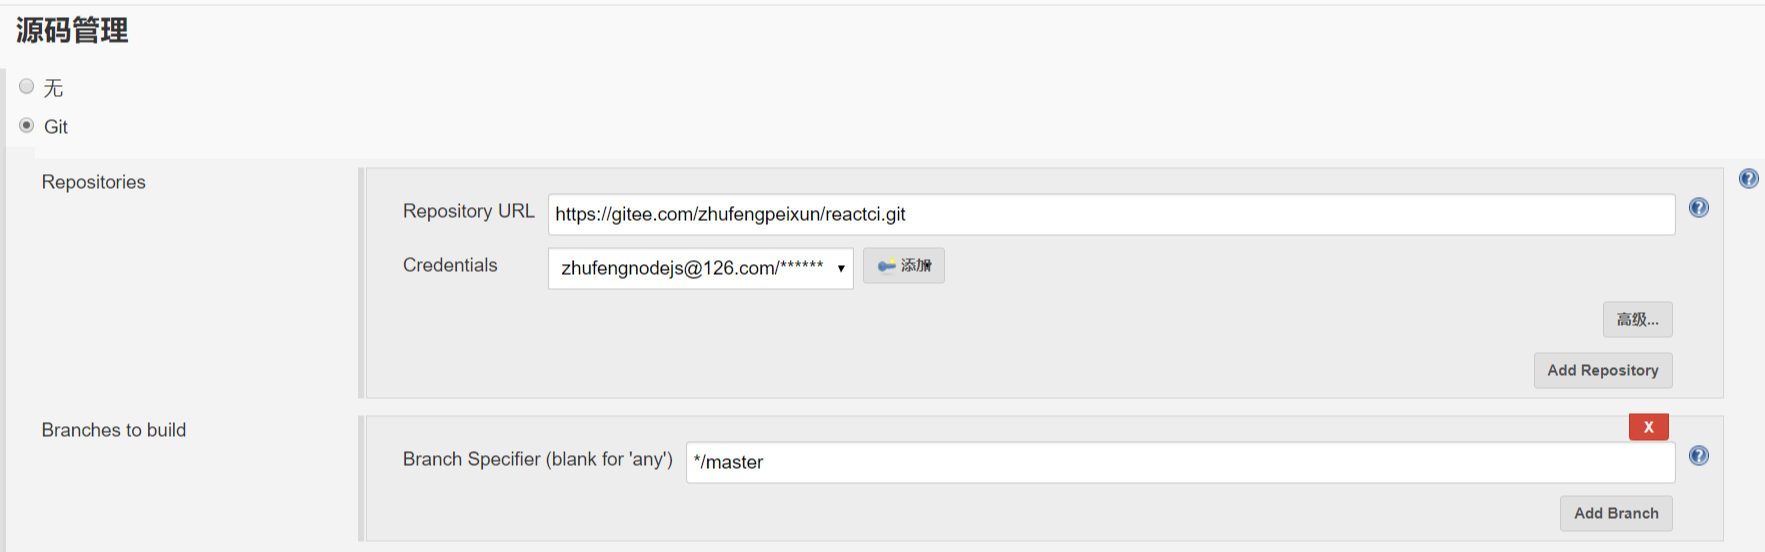 源码管理
无
Git
Repositories
Repository URL https://gitee.com/zhufengpeixun/reactci.git
Credentials zhufengnodejs@126.com/****** 添加
高级...
Add Repository
Branches to build
X
Branch Specifier (blank for 'any') */master
Add Branch